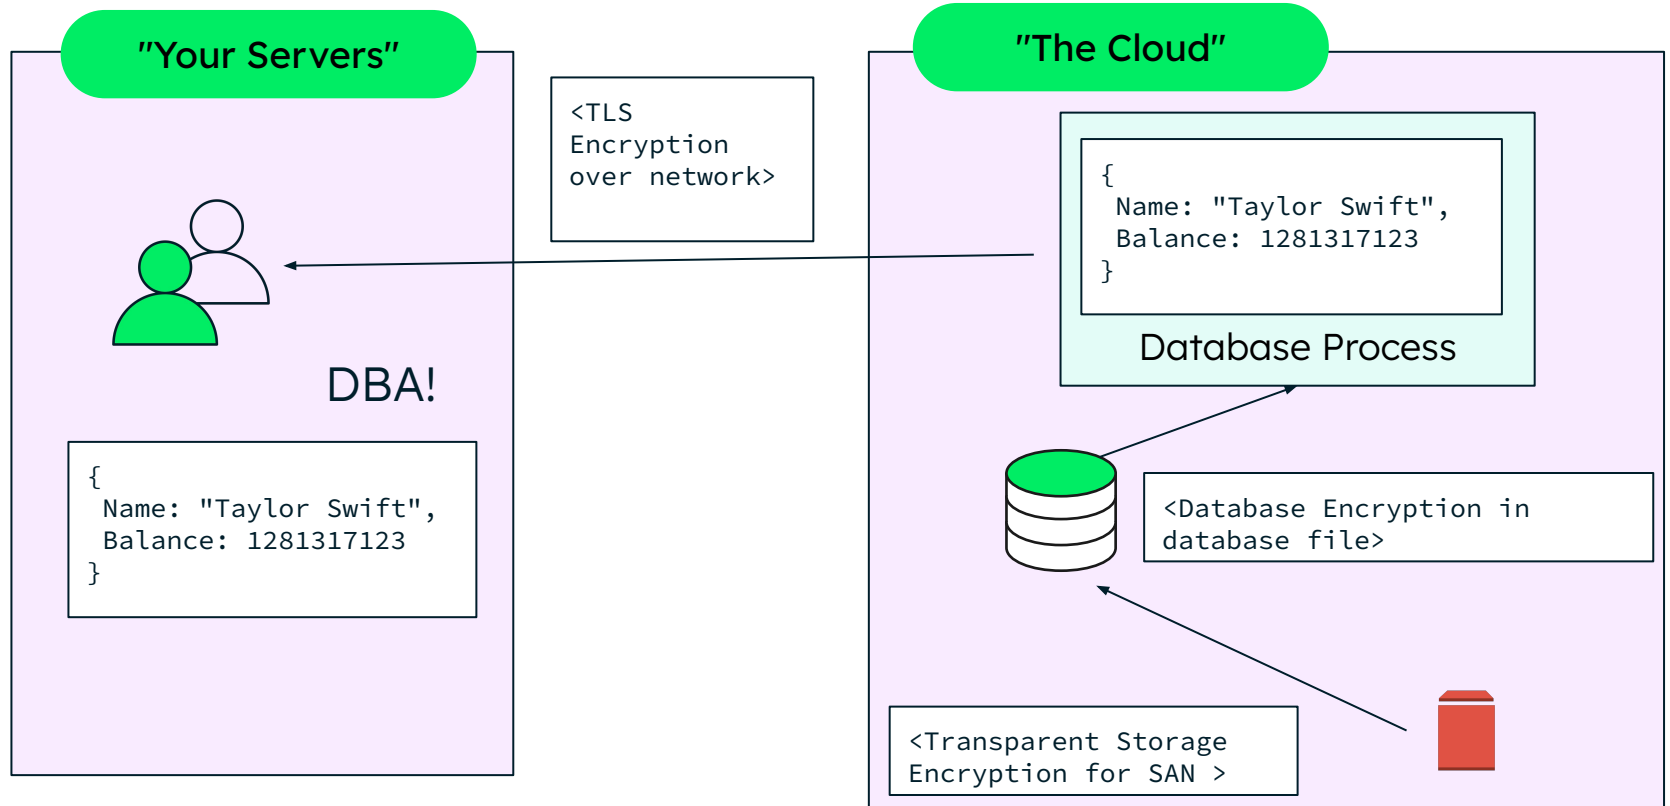 "Your Servers"
<TLS
Encryption
over network>
DBA!
{
 Name: "Taylor Swift",
 Balance: 1281317123
}
"The Cloud"
{
 Name: "Taylor Swift",
 Balance: 1281317123
}
Database Process
<Database Encryption in
database file>
<Transparent Storage
Encryption for SAN >